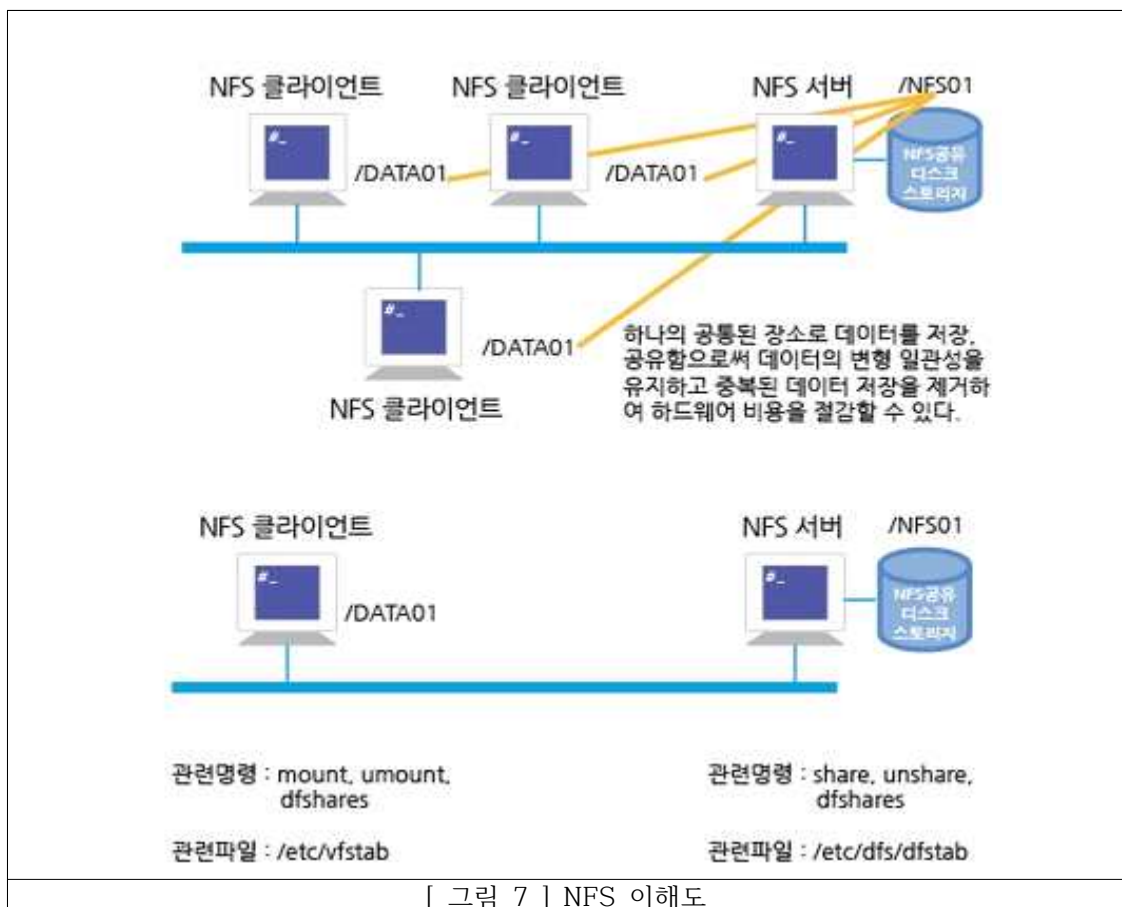 NFS 클라이언트
NFS 클라이언트
NFS 서버
/NFS01
#_
/DATA01
#_
/DATA01
#_
NFS공유
디스크
스토리지
#_
/DATA01
NFS 클라이언트
하나의 공통된 장소로 데이터를 저장,
공유함으로써 데이터의 변형 일관성을
유지하고 중복된 데이터 저장을 제거하
여 하드웨어 비용을 절감할 수 있다.
NFS 클라이언트
NFS 서버
/NFS01
#_
/DATA01
#_
NFS공유
디스크
스토리지
관련명령 : mount, umount,
dfshares
관련파일 : /etc/vfstab
관련명령 : share, unshare,
dfshares
관련파일 : /etc/dfs/dfstab
[ 그림 7 ] NFS 이해도